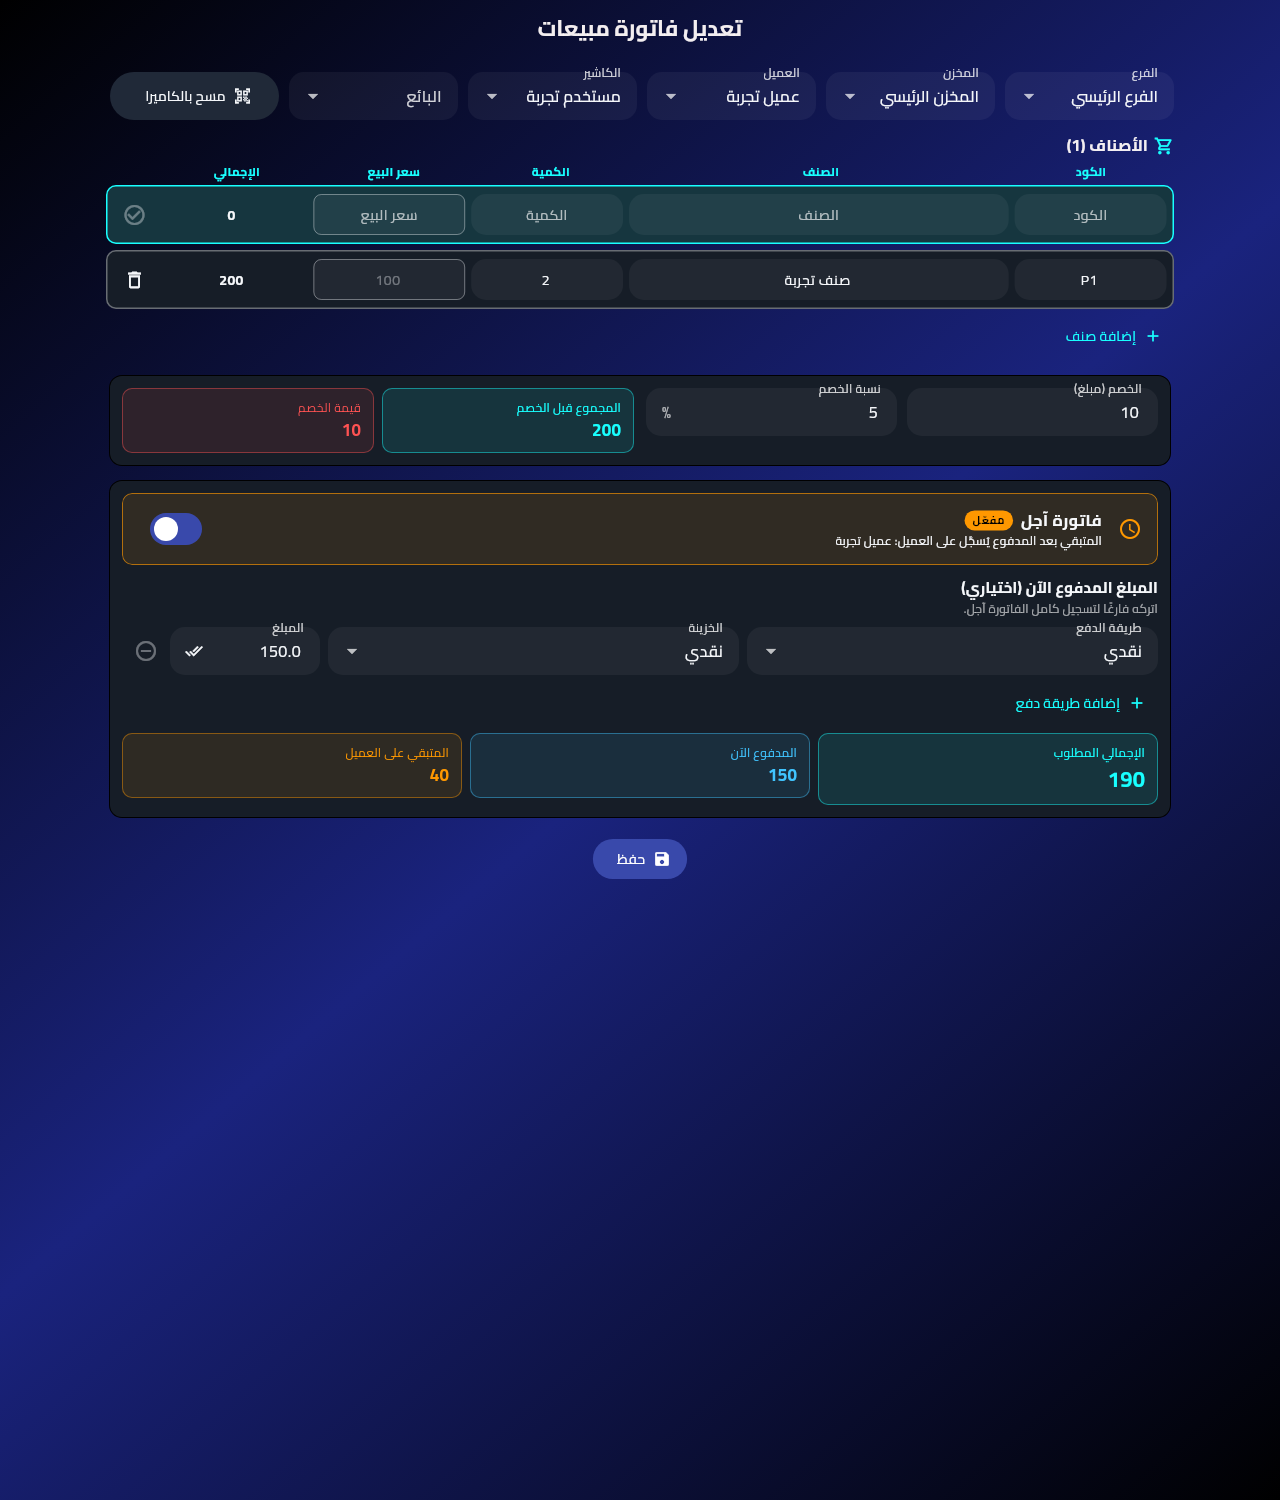 تعديل فاتورة مبيعات
الفرع
الفرع الرئيسي
المخزن
المخزن الرئيسي
العميل
عميل تجربة
الكاشير
مستخدم تجربة
البائع
مسح بالكاميرا
الأصناف (1)
الكود الصنف الكمية سعر البيع الإجمالي
الكود الصنف الكمية سعر البيع 0
P1 صنف تجربة 2 100 200
إضافة صنف
الخصم (مبلغ)
10
نسبة الخصم
5 %
المجموع قبل الخصم
200
قيمة الخصم
10
فاتورة آجل مفعّل
المتبقي بعد المدفوع يُسجَّل على العميل: عميل تجربة
المبلغ المدفوع الآن (اختياري)
اتركه فارغًا لتسجيل كامل الفاتورة آجل.
طريقة الدفع
نقدي
الخزينة
نقدي
المبلغ
150.0
إضافة طريقة دفع
الإجمالي المطلوب
190
المدفوع الآن
150
المتبقي على العميل
40
حفظ